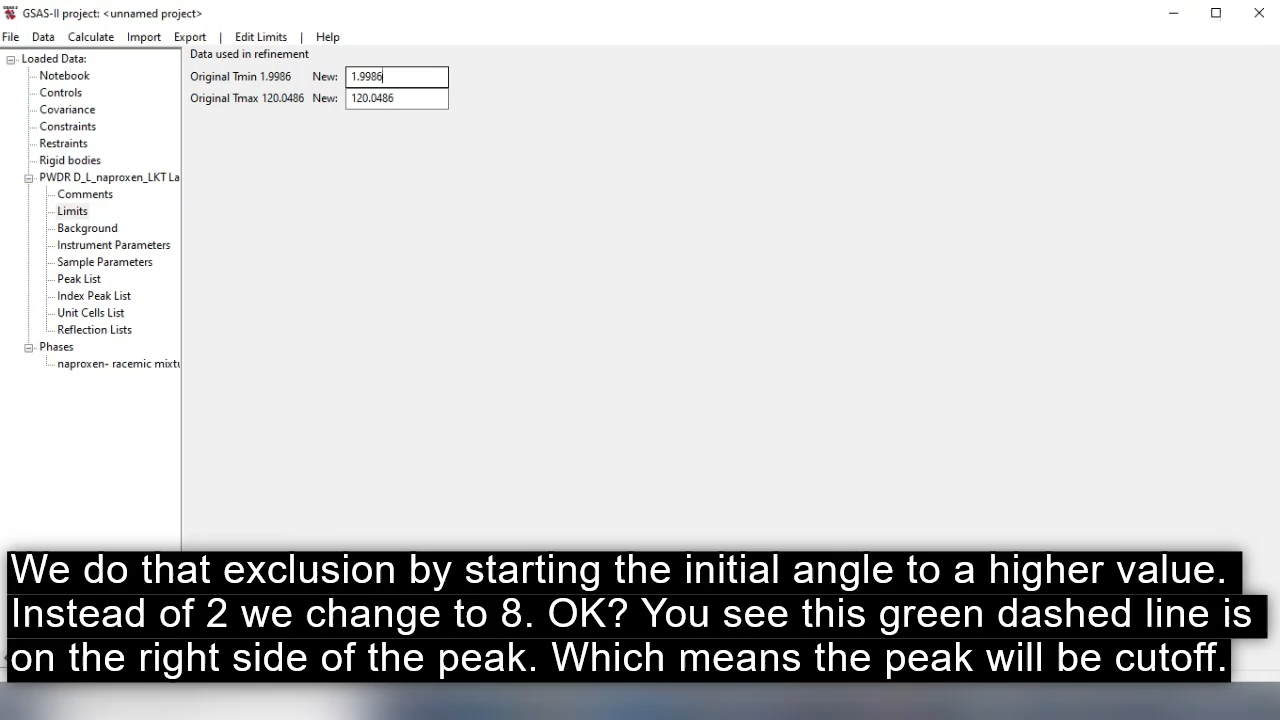 GSAS-II project: <unnamed project>
File Data Calculate Import Export | Edit Limits | Help
Loaded Data:
Notebook
Controls
Covariance
Constraints
Restraints
Rigid bodies
PWDR D_L_naproxen_LKT La
Comments
Limits
Background
Instrument Parameters
Sample Parameters
Peak List
Index Peak List
Unit Cells List
Reflection Lists
Phases
naproxen- racemic mixtu
Data used in refinement
Original Tmin 1.9986 New: 1.9986
Original Tmax 120.0486 New: 120.0486
We do that exclusion by starting the initial angle to a higher value.
Instead of 2 we change to 8. OK? You see this green dashed line is
on the right side of the peak. Which means the peak will be cutoff.